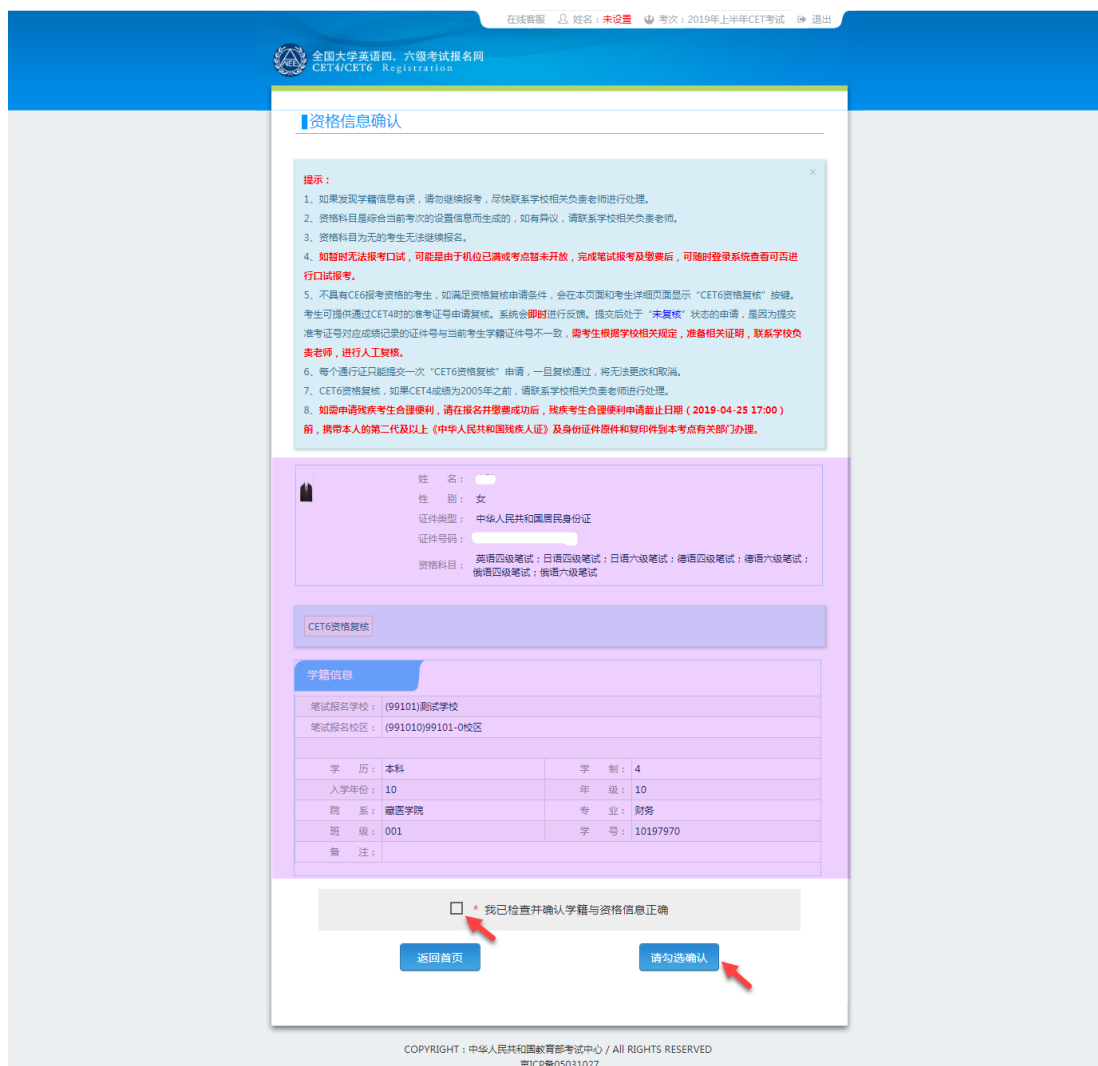 在线客服 姓名：未设置 考次：2019年上半年CET考试 退出
全国大学英语四、六级考试报名网
CET4/CET6 Registration
资格信息确认
×
提示：
1、如果发现学籍信息有误，请勿继续报考，尽快联系学校相关负责老师进行处理。
2、资格科目是综合当前考次的设置信息而生成的，如有异议，请联系学校相关负责老师。
3、资格科目为无的考生无法继续报名。
4、如暂时无法报考口试，可能是由于机位已满或考点暂未开放，完成笔试报考及缴费后，可随时登录系统查看可否进
行口试报考。
5、不具有CE6报考资格的考生，如满足资格复核申请条件，会在本页面和考生详细页面显示“CET6资格复核”按键。
考生可提供通过CET4时的准考证号申请复核。系统会即时进行反馈。提交后处于“未复核”状态的申请，是因为提交
准考证号对应成绩记录的证件号与当前考生学籍证件号不一致，需考生根据学校相关规定，准备相关证明，联系学校负
责老师，进行人工复核。
6、每个通行证只能提交一次“CET6资格复核”申请，一旦复核通过，将无法更改和取消。
7、CET6资格复核，如果CET4成绩为2005年之前，请联系学校相关负责老师进行处理。
8、如需申请残疾考生合理便利，请在报名并缴费成功后，残疾考生合理便利申请截止日期（2019-04-25 17:00）
前，携带本人的第二代及以上《中华人民共和国残疾人证》及身份证件原件和复印件到本考点有关部门办理。
姓 名：
性 别：女
证件类型：中华人民共和国居民身份证
证件号码：
资格科目：英语四级笔试；日语四级笔试；日语六级笔试；德语四级笔试；德语六级笔试；
俄语四级笔试；俄语六级笔试
CET6资格复核
学籍信息
笔试报名学校：(99101)测试学校
笔试报名校区：(991010)99101-0校区
学 历：本科 学 制：4
入学年份：10 年 级：10
院 系：藏医学院 专 业：财务
班 级：001 学 号：10197970
备 注：
* 我已检查并确认学籍与资格信息正确
返回首页 请勾选确认
COPYRIGHT：中华人民共和国教育部考试中心 / All RIGHTS RESERVED
京ICP备05031027